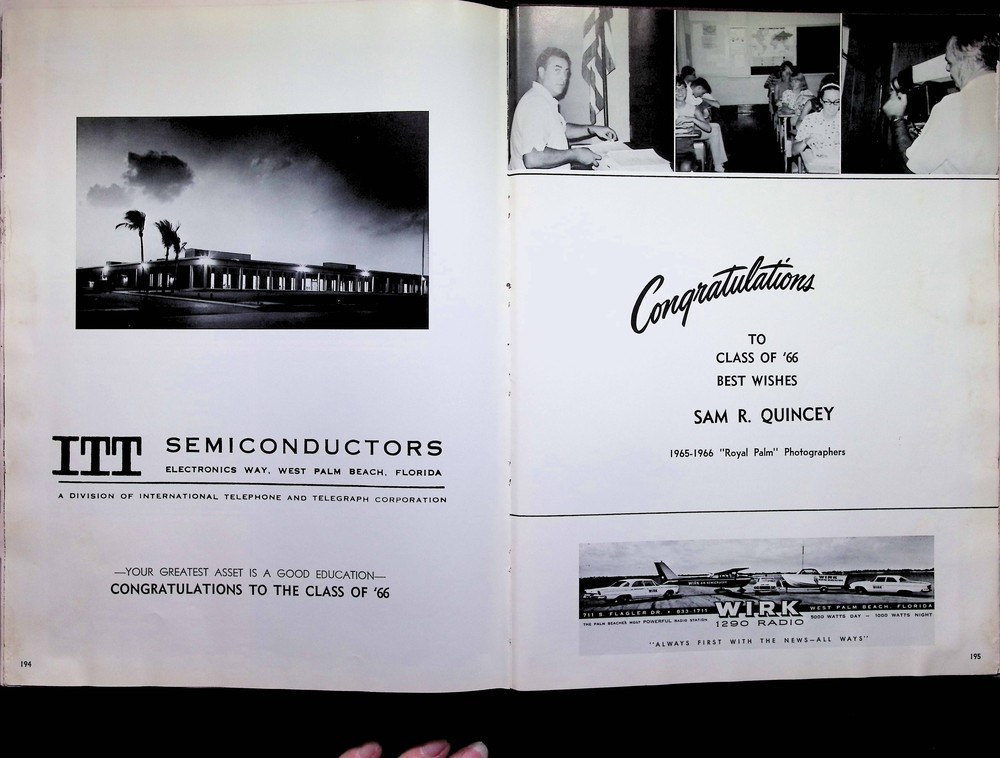 ITT SEMICONDUCTORS
ELECTRONICS WAY, WEST PALM BEACH, FLORIDA
A DIVISION OF INTERNATIONAL TELEPHONE AND TELEGRAPH CORPORATION
—YOUR GREATEST ASSET IS A GOOD EDUCATION—
CONGRATULATIONS TO THE CLASS OF '66
194
Congratulations
TO
CLASS OF '66
BEST WISHES
SAM R. QUINCEY
1965-1966 "Royal Palm" Photographers
WIRK
711 S. FLAGLER DR. • 833-1711
W.I.R.K
WEST PALM BEACH, FLORIDA
THE PALM BEACHES MOST POWERFUL RADIO STATION
1290 RADIO
5000 WATTS DAY — 1000 WATTS NIGHT
"ALWAYS FIRST WITH THE NEWS—ALL WAYS"
195